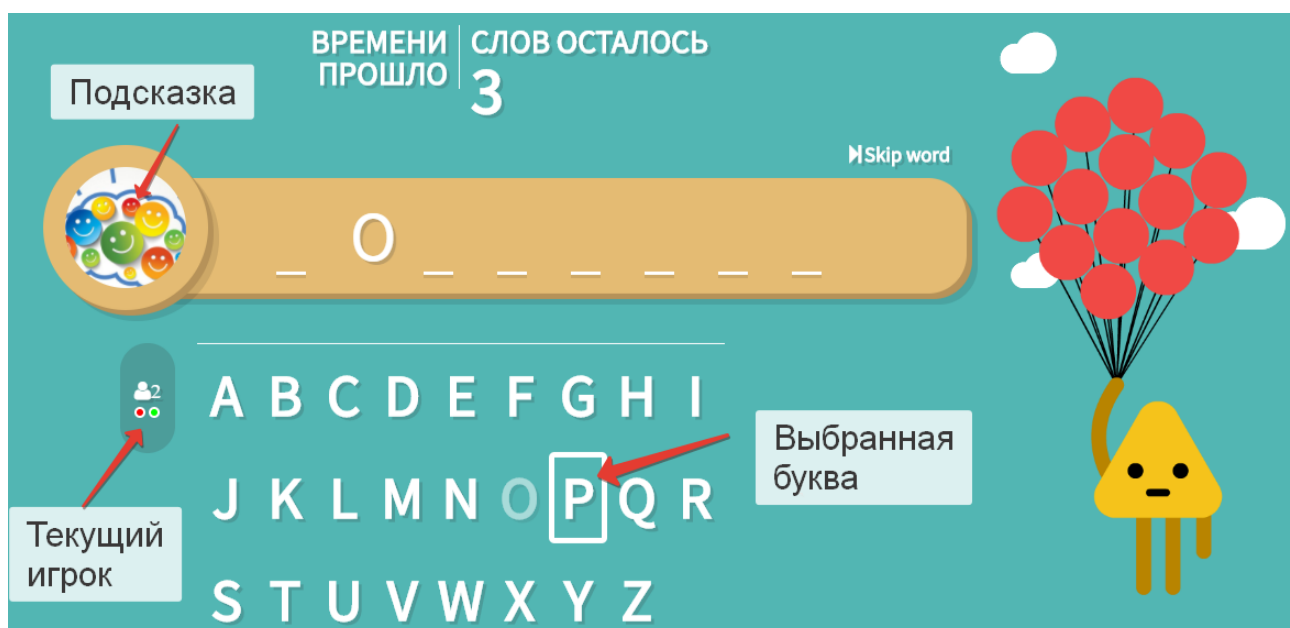 ВРЕМЕНИ
ПРОШЛО
СЛОВ ОСТАЛОСЬ
3
Подсказка
Skip word
_ O _ _ _ _ _ _
2
A B C D E F G H I
J K L M N O P Q R
S T U V W X Y Z
Выбранная
буква
Текущий
игрок